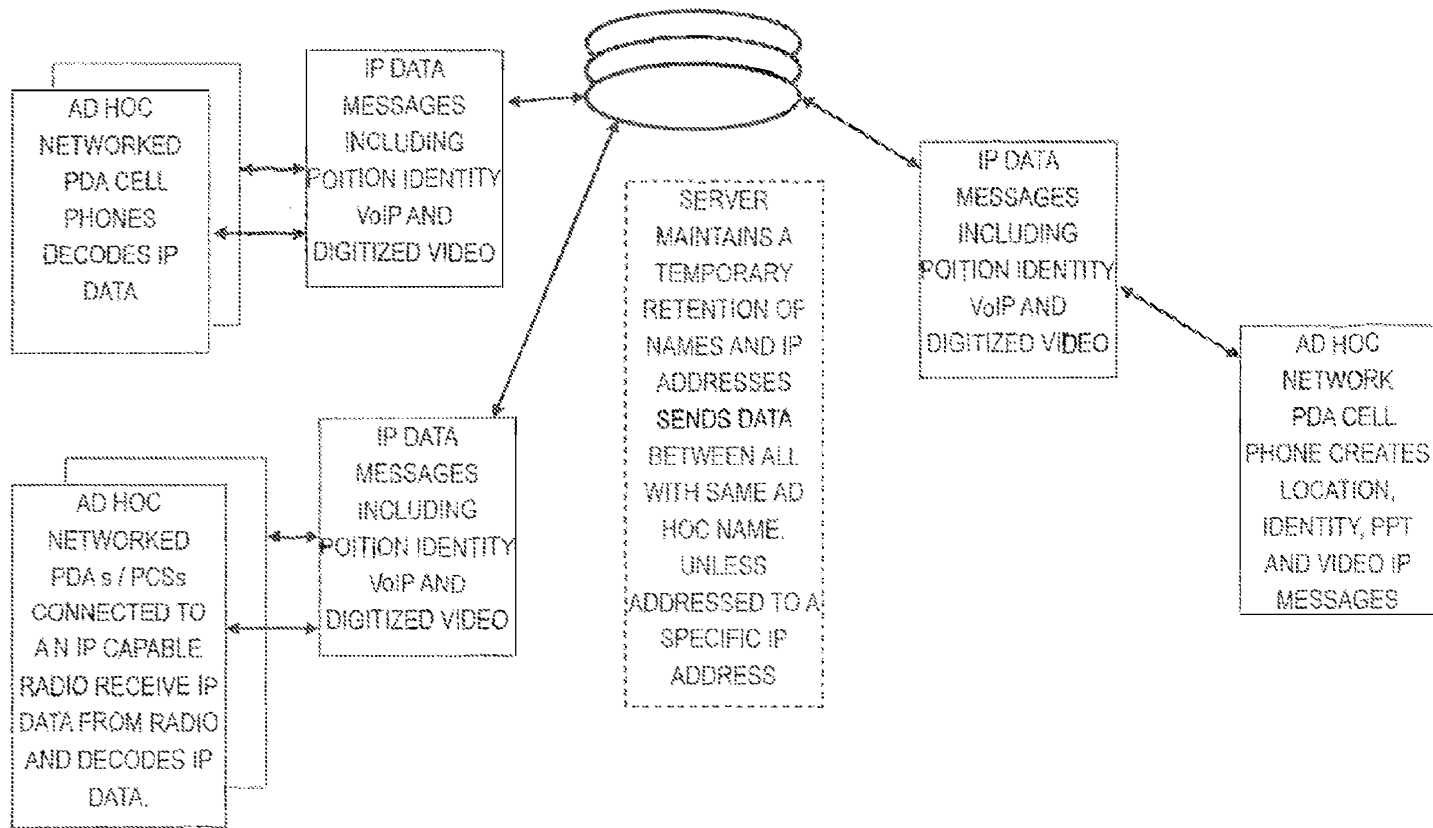 AD HOC
NETWORKED
PDA CELL
PHONES
DECODES IP
DATA
IP DATA
MESSAGES
INCLUDING
POITION IDENTITY
VoIP AND
DIGITIZED VIDEO
SERVER
MAINTAINS A
TEMPORARY
RETENTION OF
NAMES AND IP
ADDRESSES
SENDS DATA
BETWEEN ALL
WITH SAME AD
HOC NAME.
UNLESS
ADDRESSED TO A
SPECIFIC IP
ADDRESS
IP DATA
MESSAGES
INCLUDING
POITION IDENTITY
VoIP AND
DIGITIZED VIDEO
AD HOC
NETWORK
PDA CELL
PHONE CREATES
LOCATION,
IDENTITY, PPT
AND VIDEO IP
MESSAGES
AD HOC
NETWORKED
PDA s / PCSs
CONNECTED TO
A N IP CAPABLE
RADIO RECEIVE IP
DATA FROM RADIO
AND DECODES IP
DATA.
IP DATA
MESSAGES
INCLUDING
POITION IDENTITY
VoIP AND
DIGITIZED VIDEO